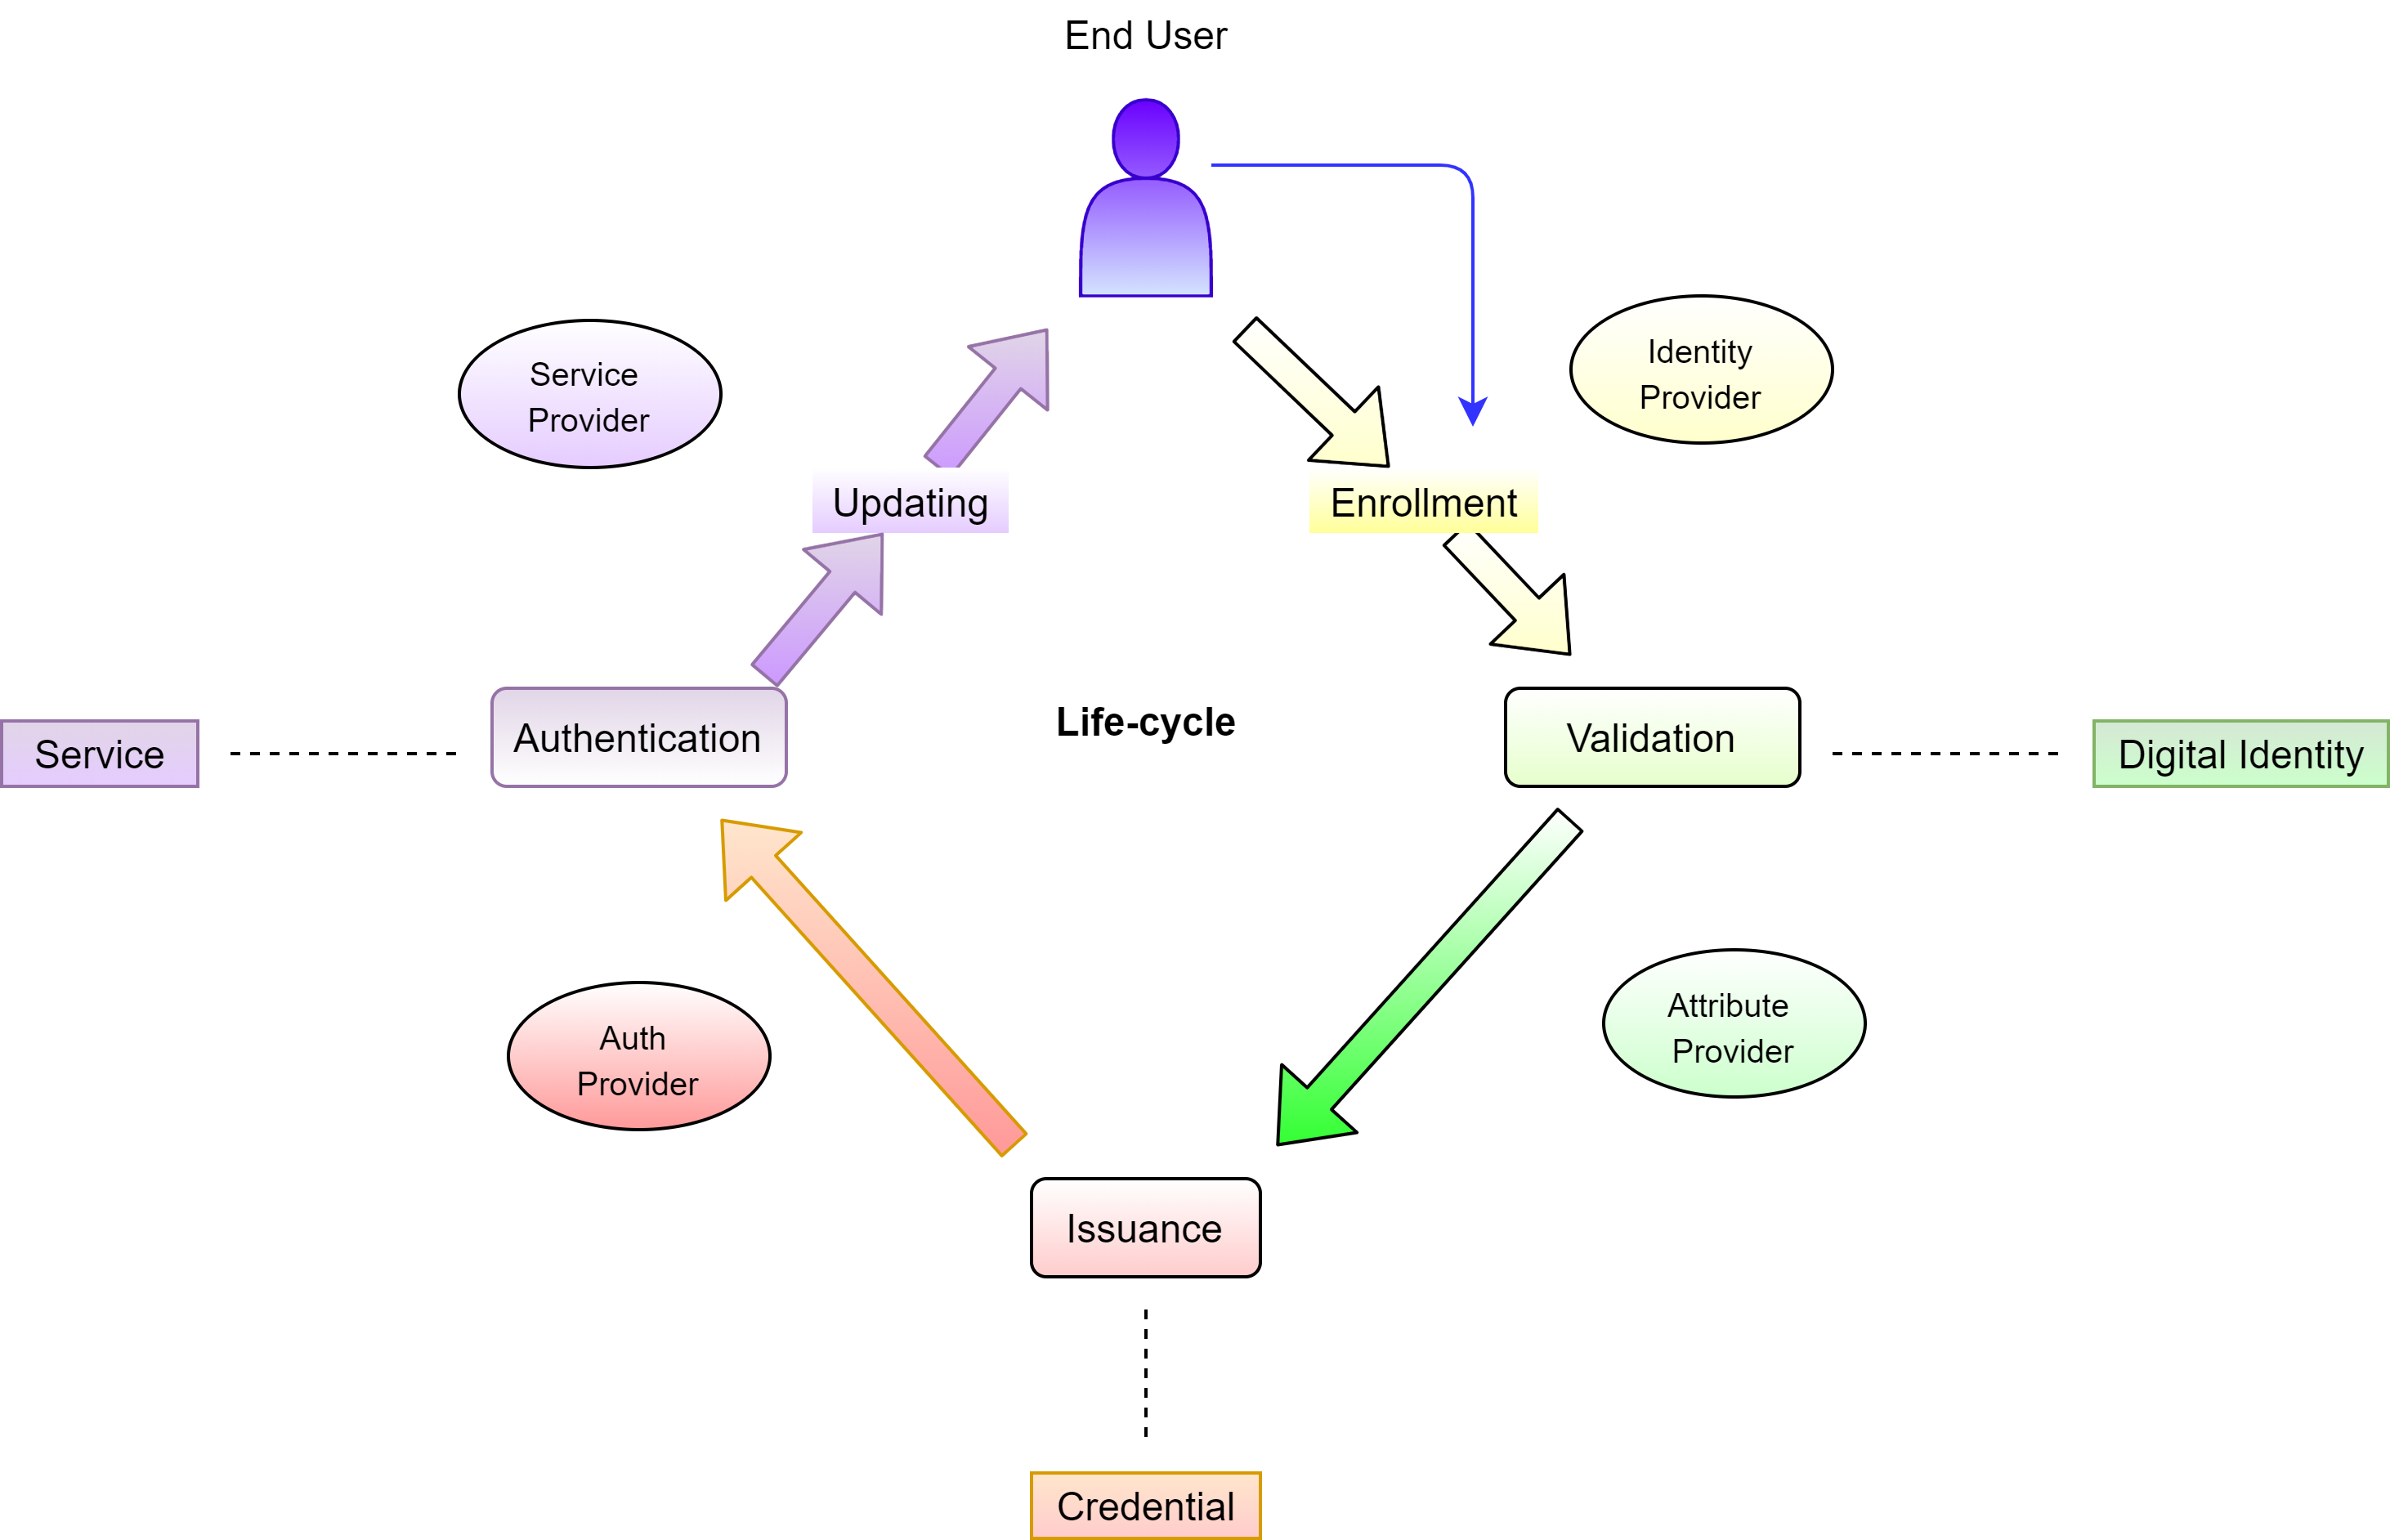 End User
Identity
Provider
Service
Provider
Updating
Enrollment
Life-cycle
Authentication
Validation
Service
Digital Identity
Attribute
Provider
Auth
Provider
Issuance
Credential